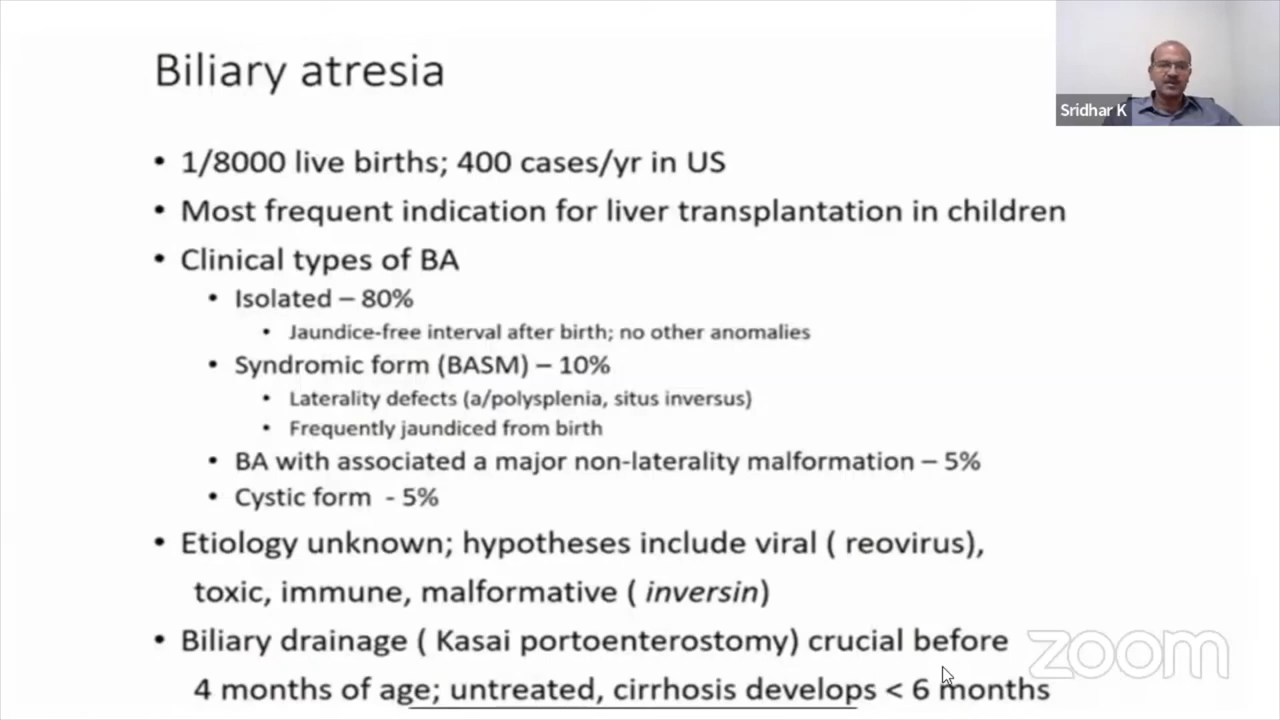 Biliary atresia
Sridhar K
• 1/8000 live births; 400 cases/yr in US
• Most frequent indication for liver transplantation in children
• Clinical types of BA
• Isolated – 80%
• Jaundice-free interval after birth; no other anomalies
• Syndromic form (BASM) – 10%
• Laterality defects (a/polysplenia, situs inversus)
• Frequently jaundiced from birth
• BA with associated a major non-laterality malformation – 5%
• Cystic form - 5%
• Etiology unknown; hypotheses include viral ( reovirus),
toxic, immune, malformative ( inversin)
• Biliary drainage ( Kasai portoenterostomy) crucial before
4 months of age; untreated, cirrhosis develops < 6 months
zoom